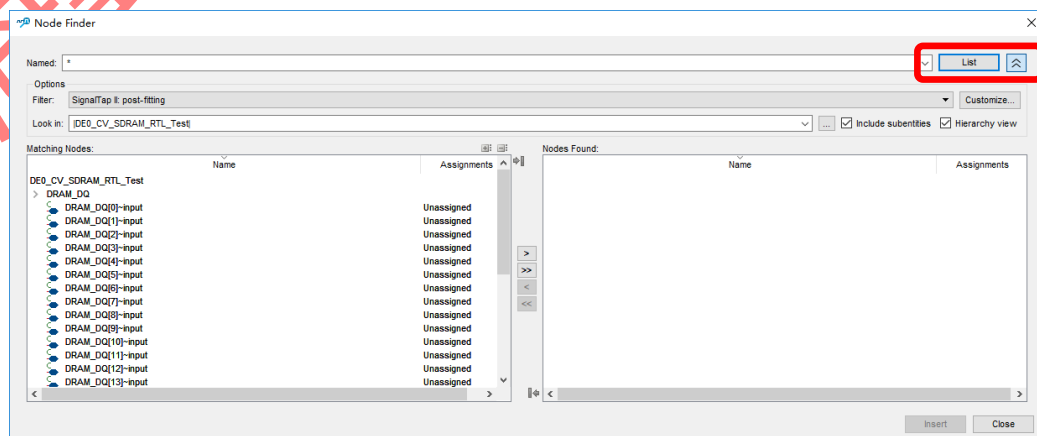 Node Finder
Named: * List
Options
Filter: SignalTap II: post-fitting Customize...
Look in: |DE0_CV_SDRAM_RTL_Test| ... Include subentities Hierarchy view
Matching Nodes: Nodes Found:
Name Assignments Name Assignments
DE0_CV_SDRAM_RTL_Test
DRAM_DQ
DRAM_DQ[0]~input Unassigned
DRAM_DQ[1]~input Unassigned
DRAM_DQ[2]~input Unassigned
DRAM_DQ[3]~input Unassigned
DRAM_DQ[4]~input Unassigned
DRAM_DQ[5]~input Unassigned
DRAM_DQ[6]~input Unassigned
DRAM_DQ[7]~input Unassigned
DRAM_DQ[8]~input Unassigned
DRAM_DQ[9]~input Unassigned
DRAM_DQ[10]~input Unassigned
DRAM_DQ[11]~input Unassigned
DRAM_DQ[12]~input Unassigned
DRAM_DQ[13]~input Unassigned
>
>>
<
<<
Insert Close